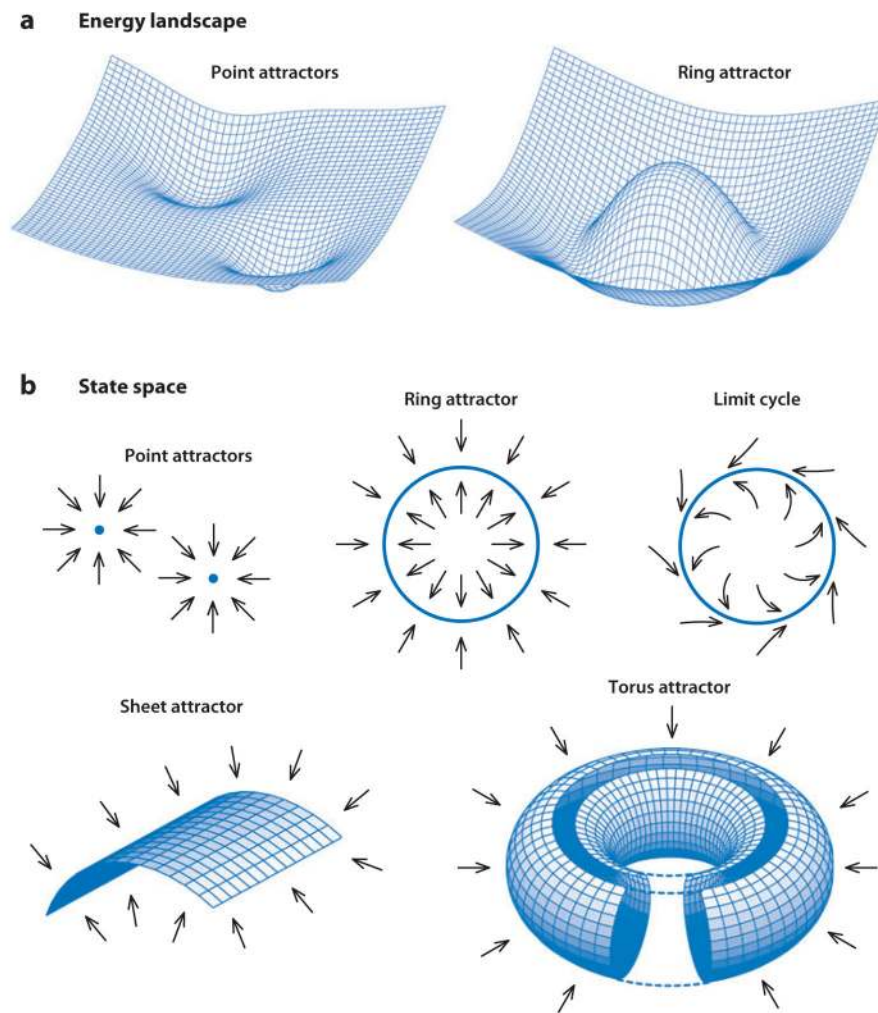 a Energy landscape
Point attractors
Ring attractor
b State space
Point attractors
Ring attractor
Limit cycle
Sheet attractor
Torus attractor